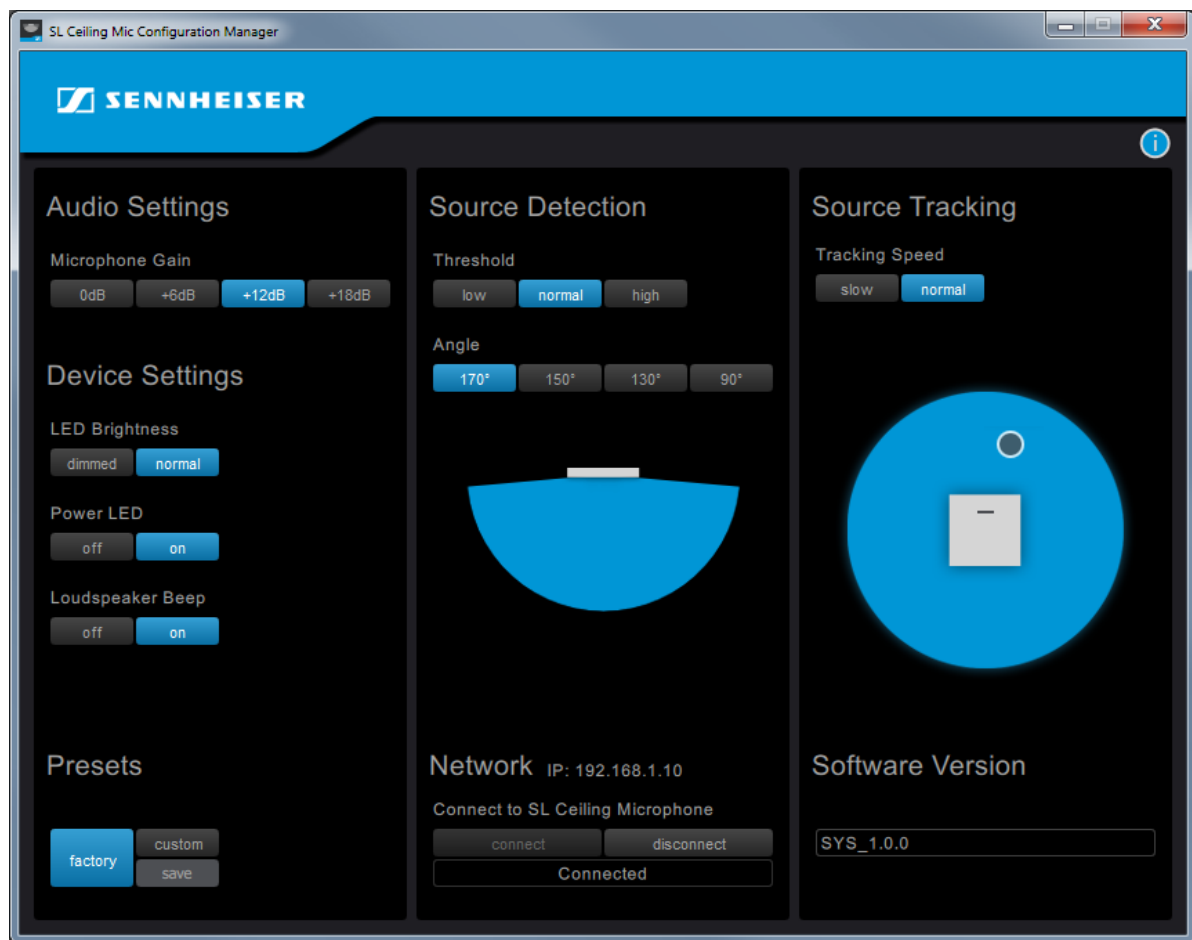 SL Ceiling Mic Configuration Manager
SENNHEISER
i
Audio Settings
Microphone Gain
0dB +6dB +12dB +18dB
Device Settings
LED Brightness
dimmed normal
Power LED
off on
Loudspeaker Beep
off on
Presets
factory
custom
save
Source Detection
Threshold
low normal high
Angle
170° 150° 130° 90°
Network IP: 192.168.1.10
Connect to SL Ceiling Microphone
connect disconnect
Connected
Source Tracking
Tracking Speed
slow normal
Software Version
SYS_1.0.0